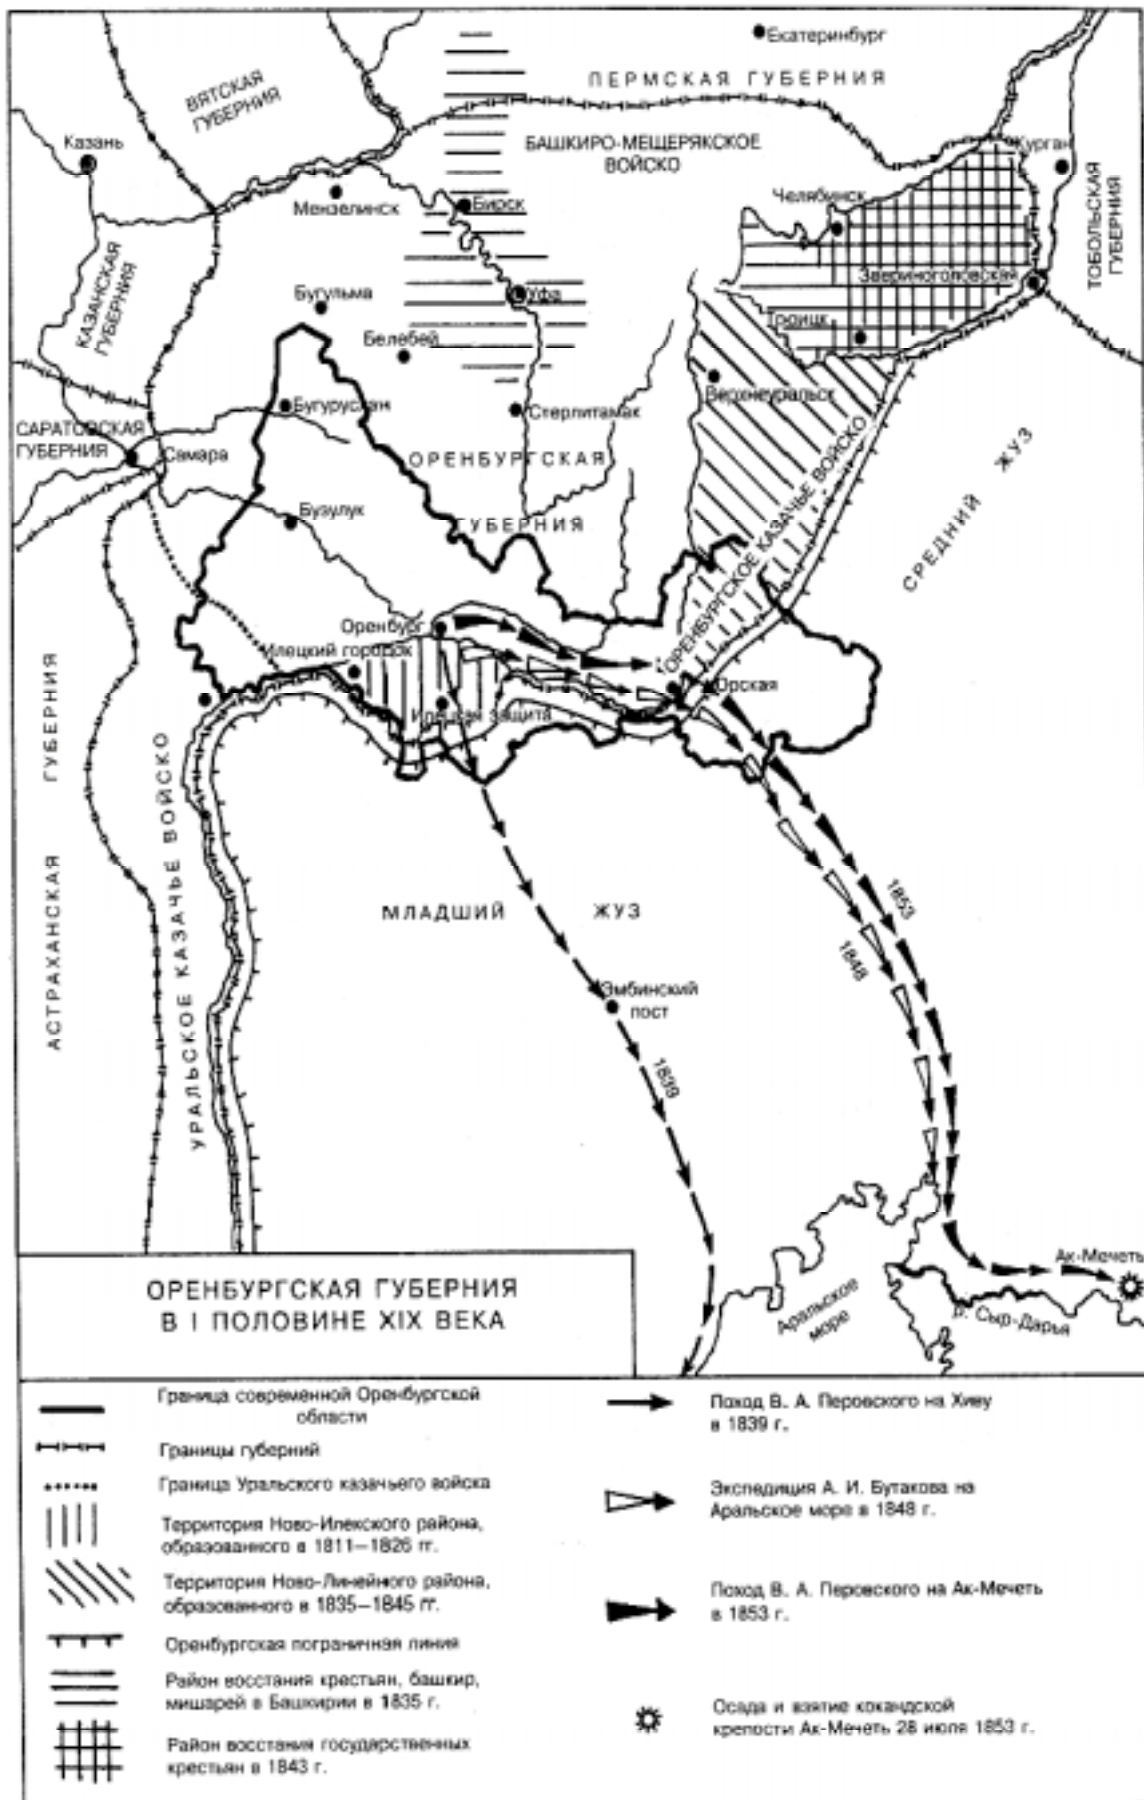 Екатеринбург
ПЕРМСКАЯ ГУБЕРНИЯ
ВЯТСКАЯ
ГУБЕРНИЯ
Казань
БАШКИРО-МЕЩЕРЯКСКОЕ
ВОЙСКО
Курган
Мензелинск
Бирск
Челябинск
ТОБОЛЬСКАЯ
ГУБЕРНИЯ
КАЗАНСКАЯ
ГУБЕРНИЯ
Звериноголовская
Бугульма
Уфа
Белебей
Троицк
Верхнеуральск
Бугуруслан
Стерлитамак
САРАТОВСКАЯ
ГУБЕРНИЯ
Самара
ОРЕНБУРГСКАЯ
ГУБЕРНИЯ
Бузулук
ОРЕНБУРГСКОЕ КАЗАЧЬЕ ВОЙСКО
СРЕДНИЙ ЖУЗ
Оренбург
Илецкий городок
Илецкая защита
Орская
АСТРАХАНСКАЯ ГУБЕРНИЯ
УРАЛЬСКОЕ КАЗАЧЬЕ ВОЙСКО
МЛАДШИЙ ЖУЗ
1853
1848
Эмбинский
пост
1839
Ак-Мечеть
Аральское
море
р. Сыр-Дарья
ОРЕНБУРГСКАЯ ГУБЕРНИЯ
В I ПОЛОВИНЕ XIX ВЕКА
Граница современной Оренбургской
области
Границы губерний
Граница Уральского казачьего войска
Территория Ново-Илекского района,
образованного в 1811—1826 гг.
Территория Ново-Линейного района,
образованного в 1835—1845 гг.
Оренбургская пограничная линия
Район восстания крестьян, башкир,
мишарей в Башкирии в 1835 г.
Район восстания государственных
крестьян в 1843 г.
Поход В. А. Перовского на Хиву
в 1839 г.
Экспедиция А. И. Бутакова на
Аральское море в 1848 г.
Поход В. А. Перовского на Ак-Мечеть
в 1853 г.
Осада и взятие кокандской
крепости Ак-Мечеть 28 июля 1853 г.